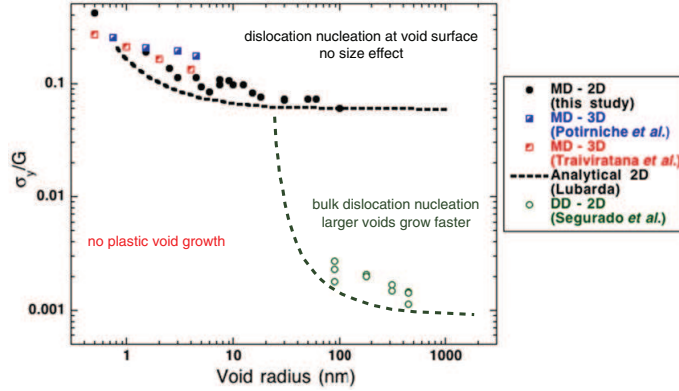 dislocation nucleation at void surface
no size effect
0.1
σy/G
0.01
bulk dislocation nucleation
larger voids grow faster
no plastic void growth
0.001
1
10
100
1000
Void radius (nm)
MD - 2D
(this study)
MD - 3D
(Potirniche et al.)
MD - 3D
(Traiviratana et al.)
Analytical 2D
(Lubarda)
DD - 2D
(Segurado et al.)